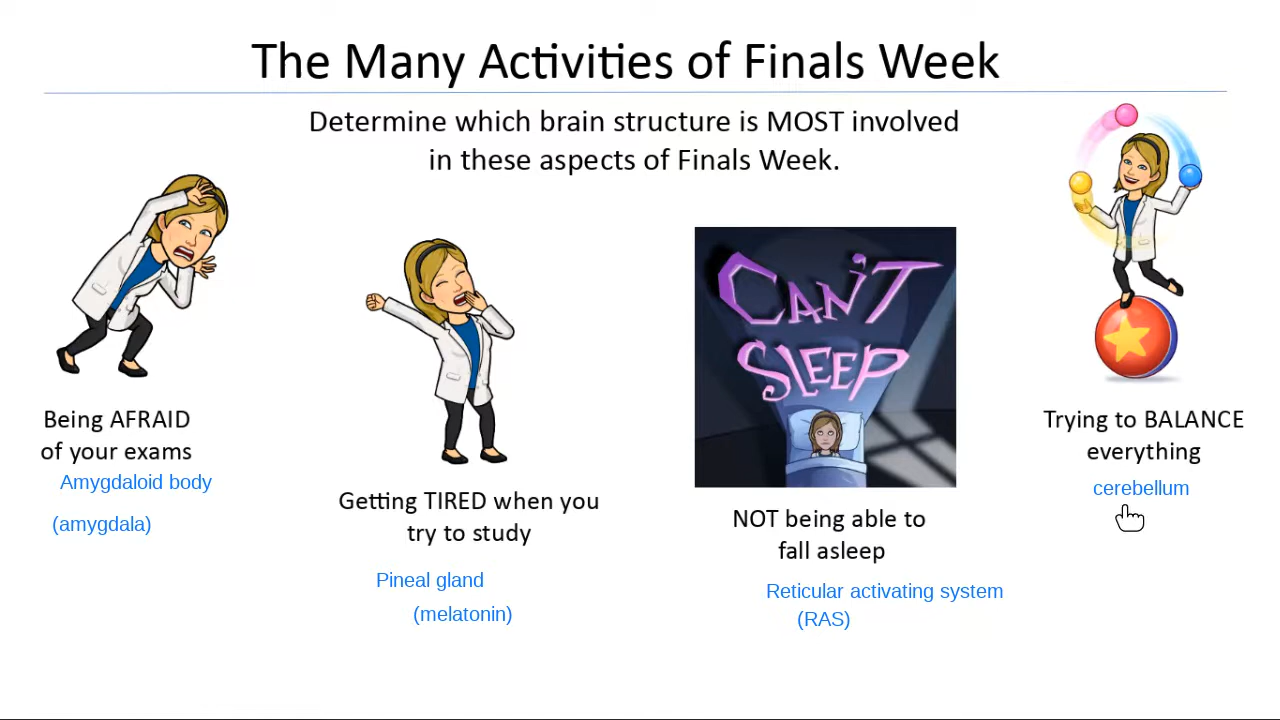 The Many Activities of Finals Week
Determine which brain structure is MOST involved
in these aspects of Finals Week.
Being AFRAID
of your exams
Amygdaloid body
(amygdala)
Getting TIRED when you
try to study
Pineal gland
(melatonin)
CAN'T
SLEEP
NOT being able to
fall asleep
Reticular activating system
(RAS)
Trying to BALANCE
everything
cerebellum